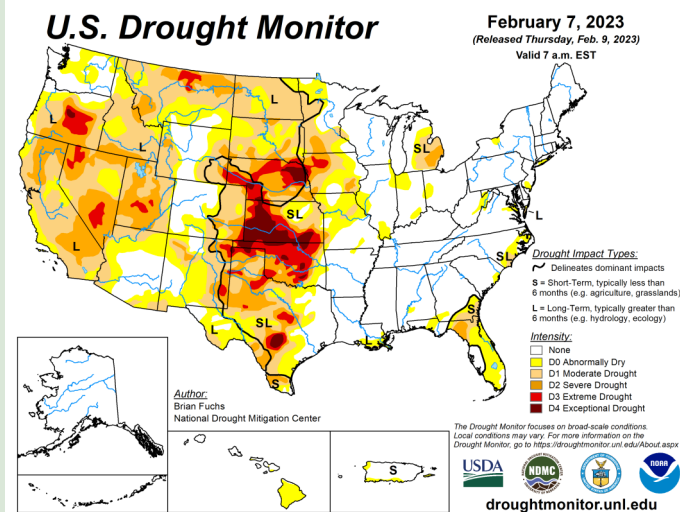 U.S. Drought Monitor
February 7, 2023
(Released Thursday, Feb. 9, 2023)
Valid 7 a.m. EST
L
L
L
SL
SL
L
L
SL
SL
L
S
S
S
Drought Impact Types:
Delineates dominant impacts
S = Short-Term, typically less than
6 months (e.g. agriculture, grasslands)
L = Long-Term, typically greater than
6 months (e.g. hydrology, ecology)
Intensity:
None
D0 Abnormally Dry
D1 Moderate Drought
D2 Severe Drought
D3 Extreme Drought
D4 Exceptional Drought
Author:
Brian Fuchs
National Drought Mitigation Center
The Drought Monitor focuses on broad-scale conditions.
Local conditions may vary. For more information on the
Drought Monitor, go to https://droughtmonitor.unl.edu/About.aspx
USDA
NDMC
NOAA
droughtmonitor.unl.edu